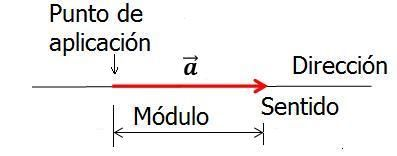 Punto de
aplicación
a
Dirección
Módulo
Sentido